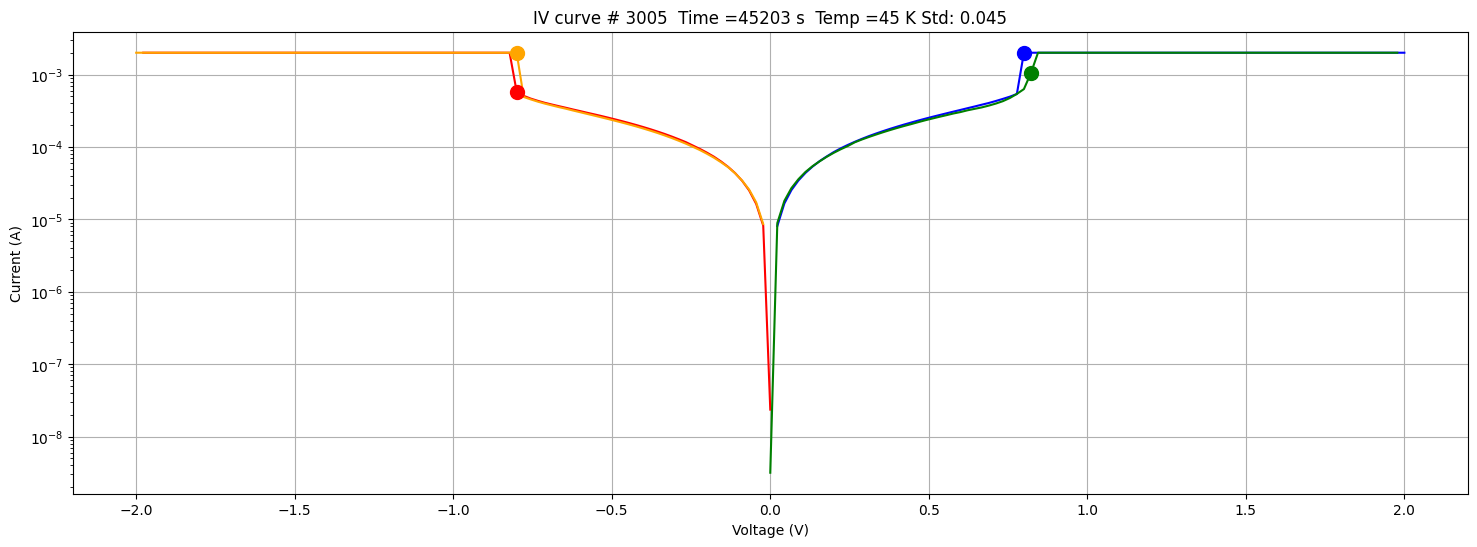 IV curve # 3005  Time =45203 s  Temp =45 K Std: 0.045
Current (A)
10⁻³
10⁻⁴
10⁻⁵
10⁻⁶
10⁻⁷
10⁻⁸
−2.0 −1.5 −1.0 −0.5 0.0 0.5 1.0 1.5 2.0
Voltage (V)